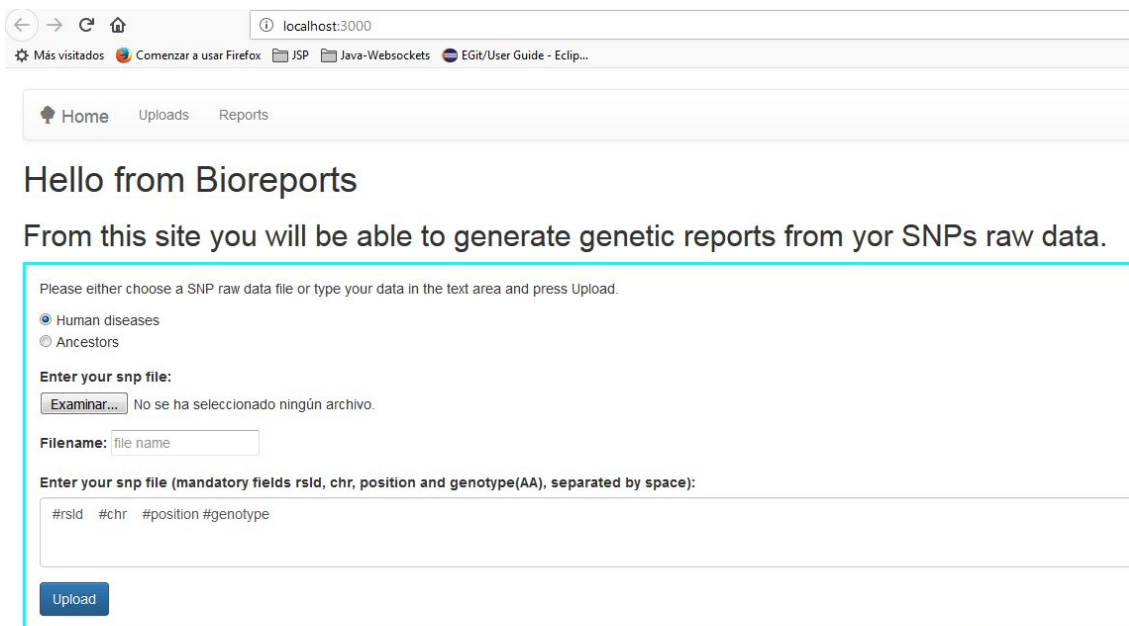 localhost:3000
Más visitados Comenzar a usar Firefox JSP Java-Websockets EGit/User Guide - Eclip...
Home Uploads Reports
Hello from Bioreports
From this site you will be able to generate genetic reports from yor SNPs raw data.
Please either choose a SNP raw data file or type your data in the text area and press Upload.
Human diseases
Ancestors
Enter your snp file:
Examinar... No se ha seleccionado ningún archivo.
Filename: file name
Enter your snp file (mandatory fields rsId, chr, position and genotype(AA), separated by space):
#rsId #chr #position #genotype
Upload